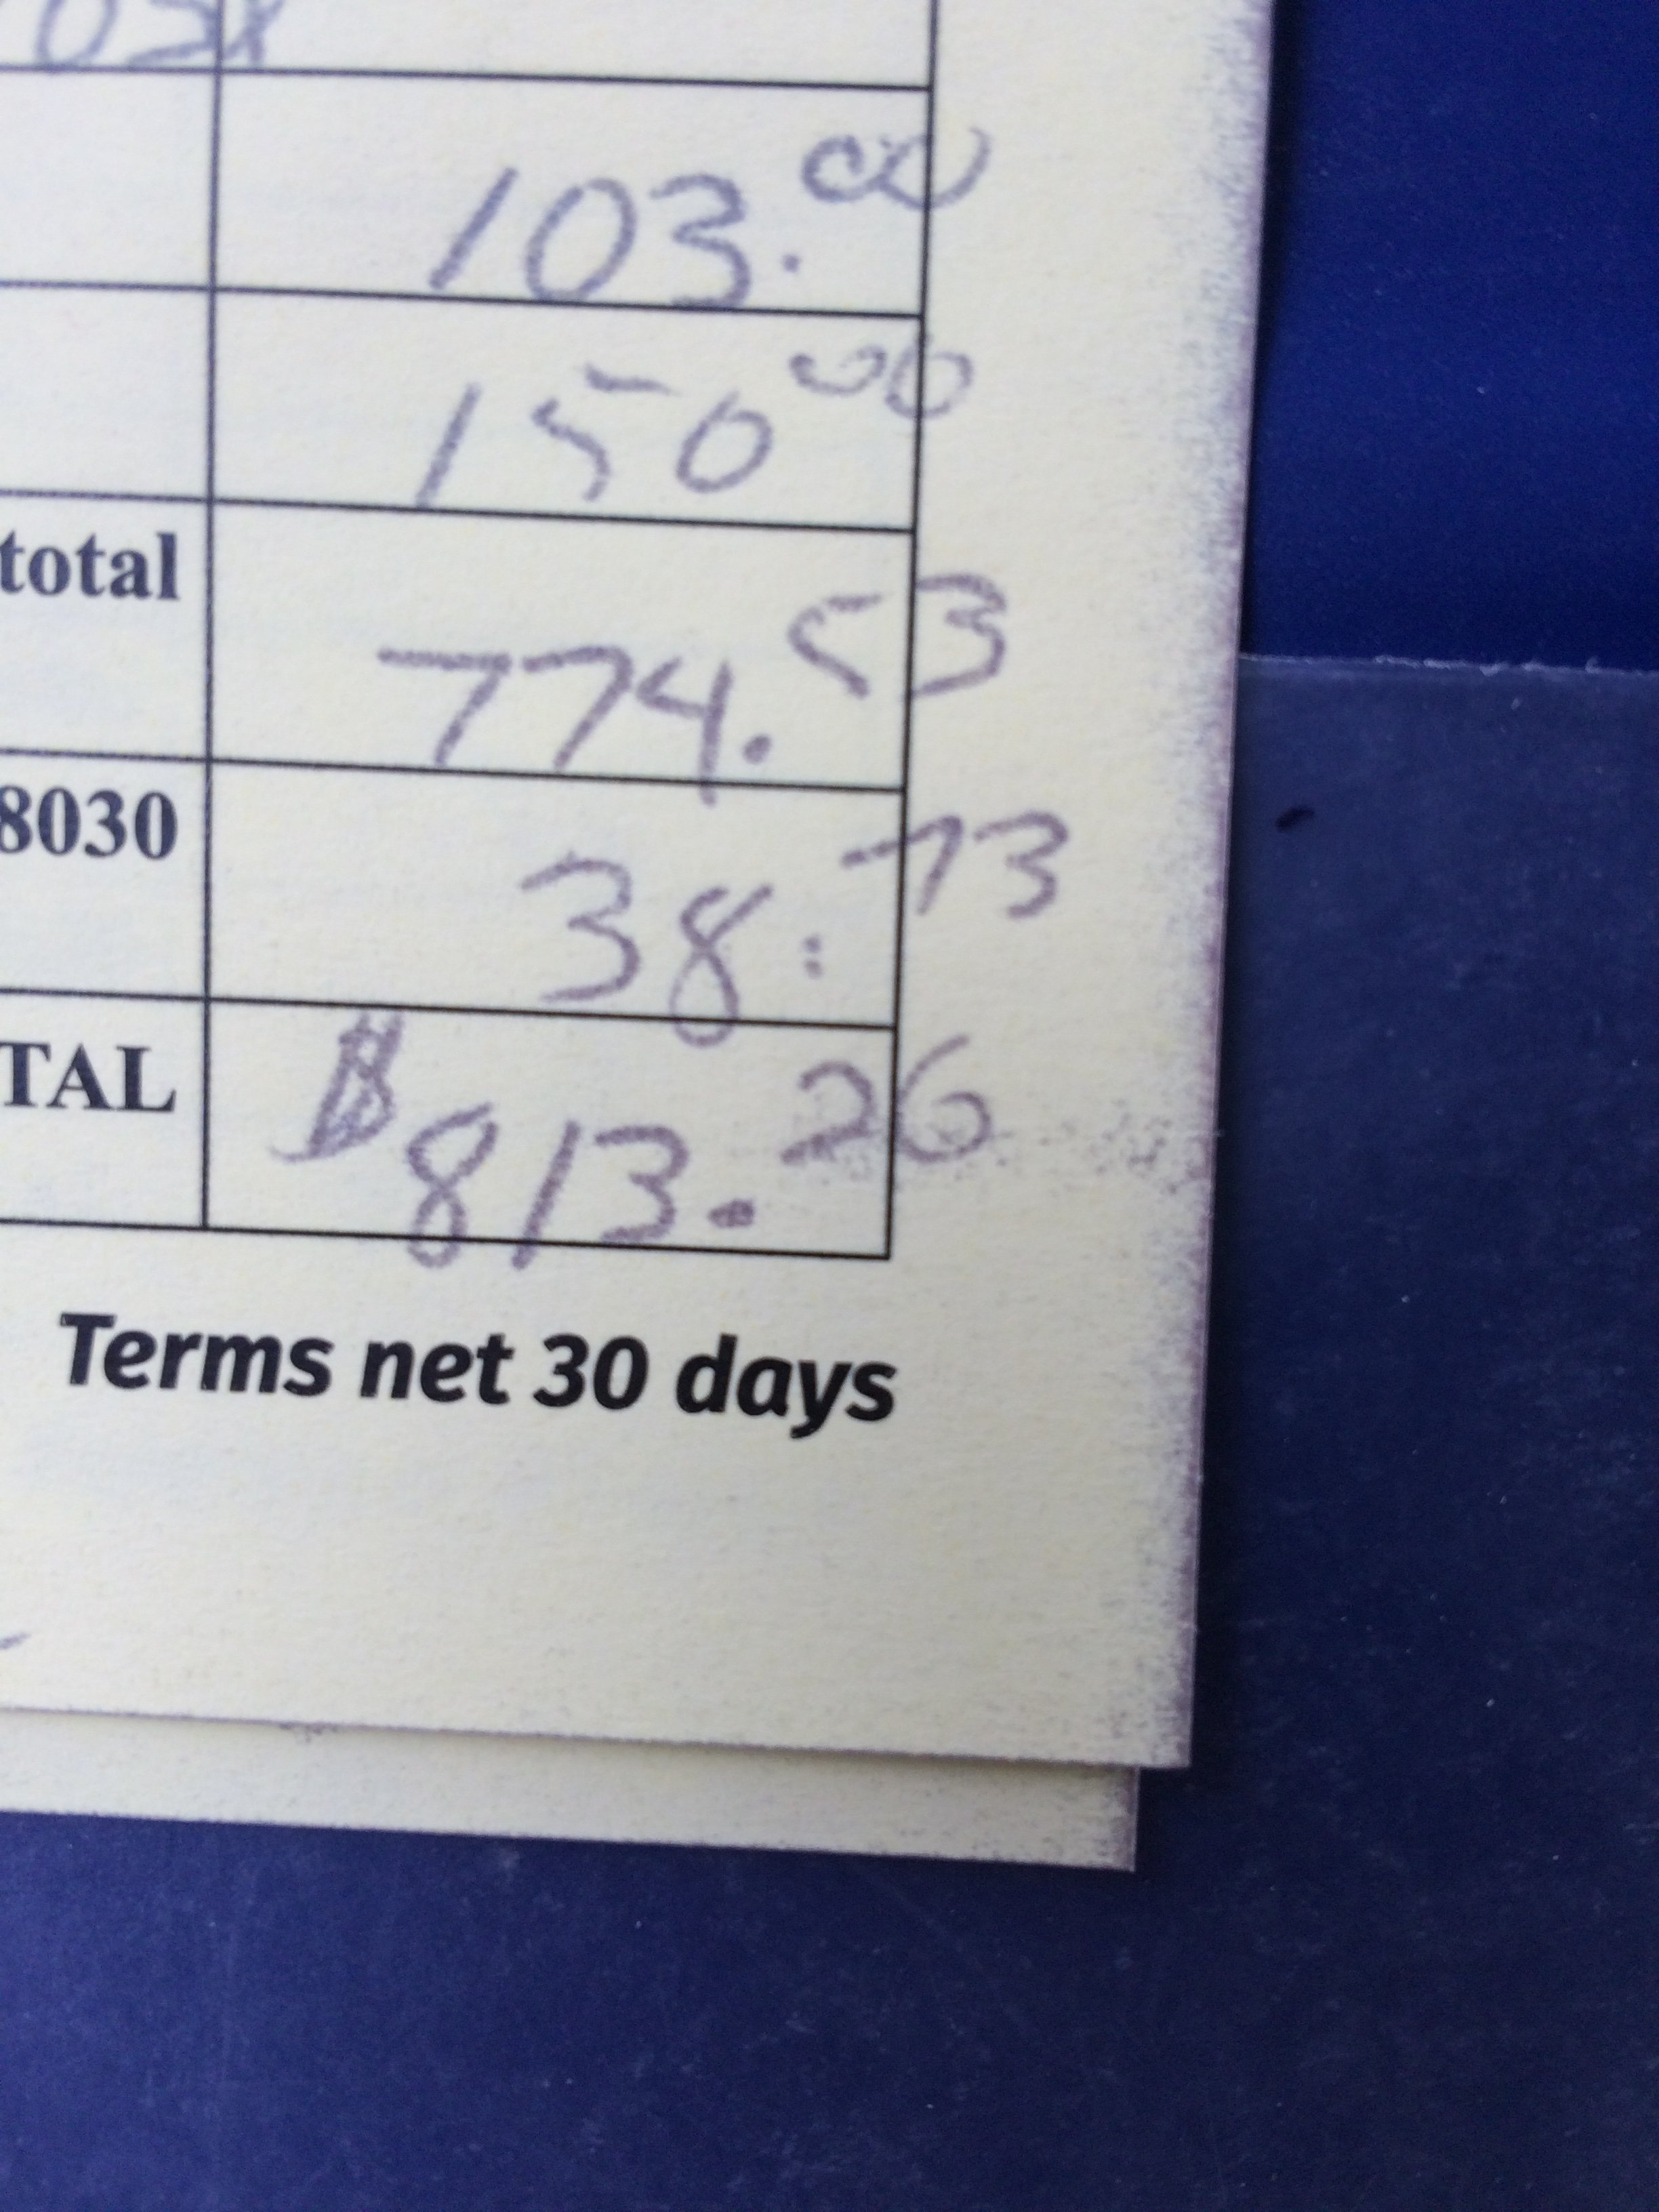 103.00
150 00
total 774.53
8030 38.73
TAL $813.26
Terms net 30 days